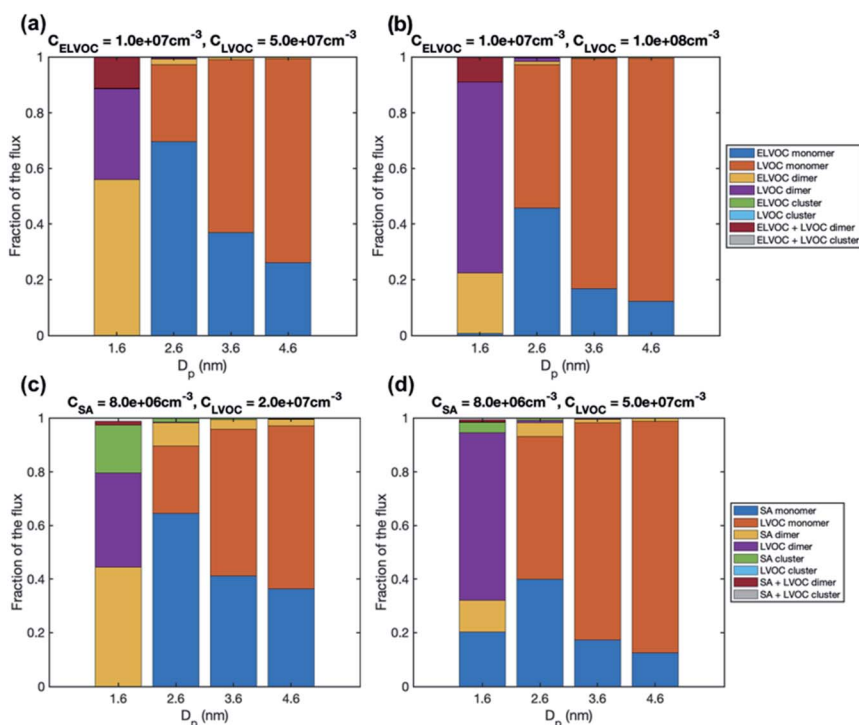 (a)
C_ELVOC = 1.0e+07cm⁻³, C_LVOC = 5.0e+07cm⁻³
Fraction of the flux
1
0.8
0.6
0.4
0.2
0
1.6 2.6 3.6 4.6
D_p (nm)
(b)
C_ELVOC = 1.0e+07cm⁻³, C_LVOC = 1.0e+08cm⁻³
Fraction of the flux
1
0.8
0.6
0.4
0.2
0
1.6 2.6 3.6 4.6
D_p (nm)
ELVOC monomer
LVOC monomer
ELVOC dimer
LVOC dimer
ELVOC cluster
LVOC cluster
ELVOC + LVOC dimer
ELVOC + LVOC cluster
(c)
C_SA = 8.0e+06cm⁻³, C_LVOC = 2.0e+07cm⁻³
Fraction of the flux
1
0.8
0.6
0.4
0.2
0
1.6 2.6 3.6 4.6
D_p (nm)
(d)
C_SA = 8.0e+06cm⁻³, C_LVOC = 5.0e+07cm⁻³
Fraction of the flux
1
0.8
0.6
0.4
0.2
0
1.6 2.6 3.6 4.6
D_p (nm)
SA monomer
LVOC monomer
SA dimer
LVOC dimer
SA cluster
LVOC cluster
SA + LVOC dimer
SA + LVOC cluster